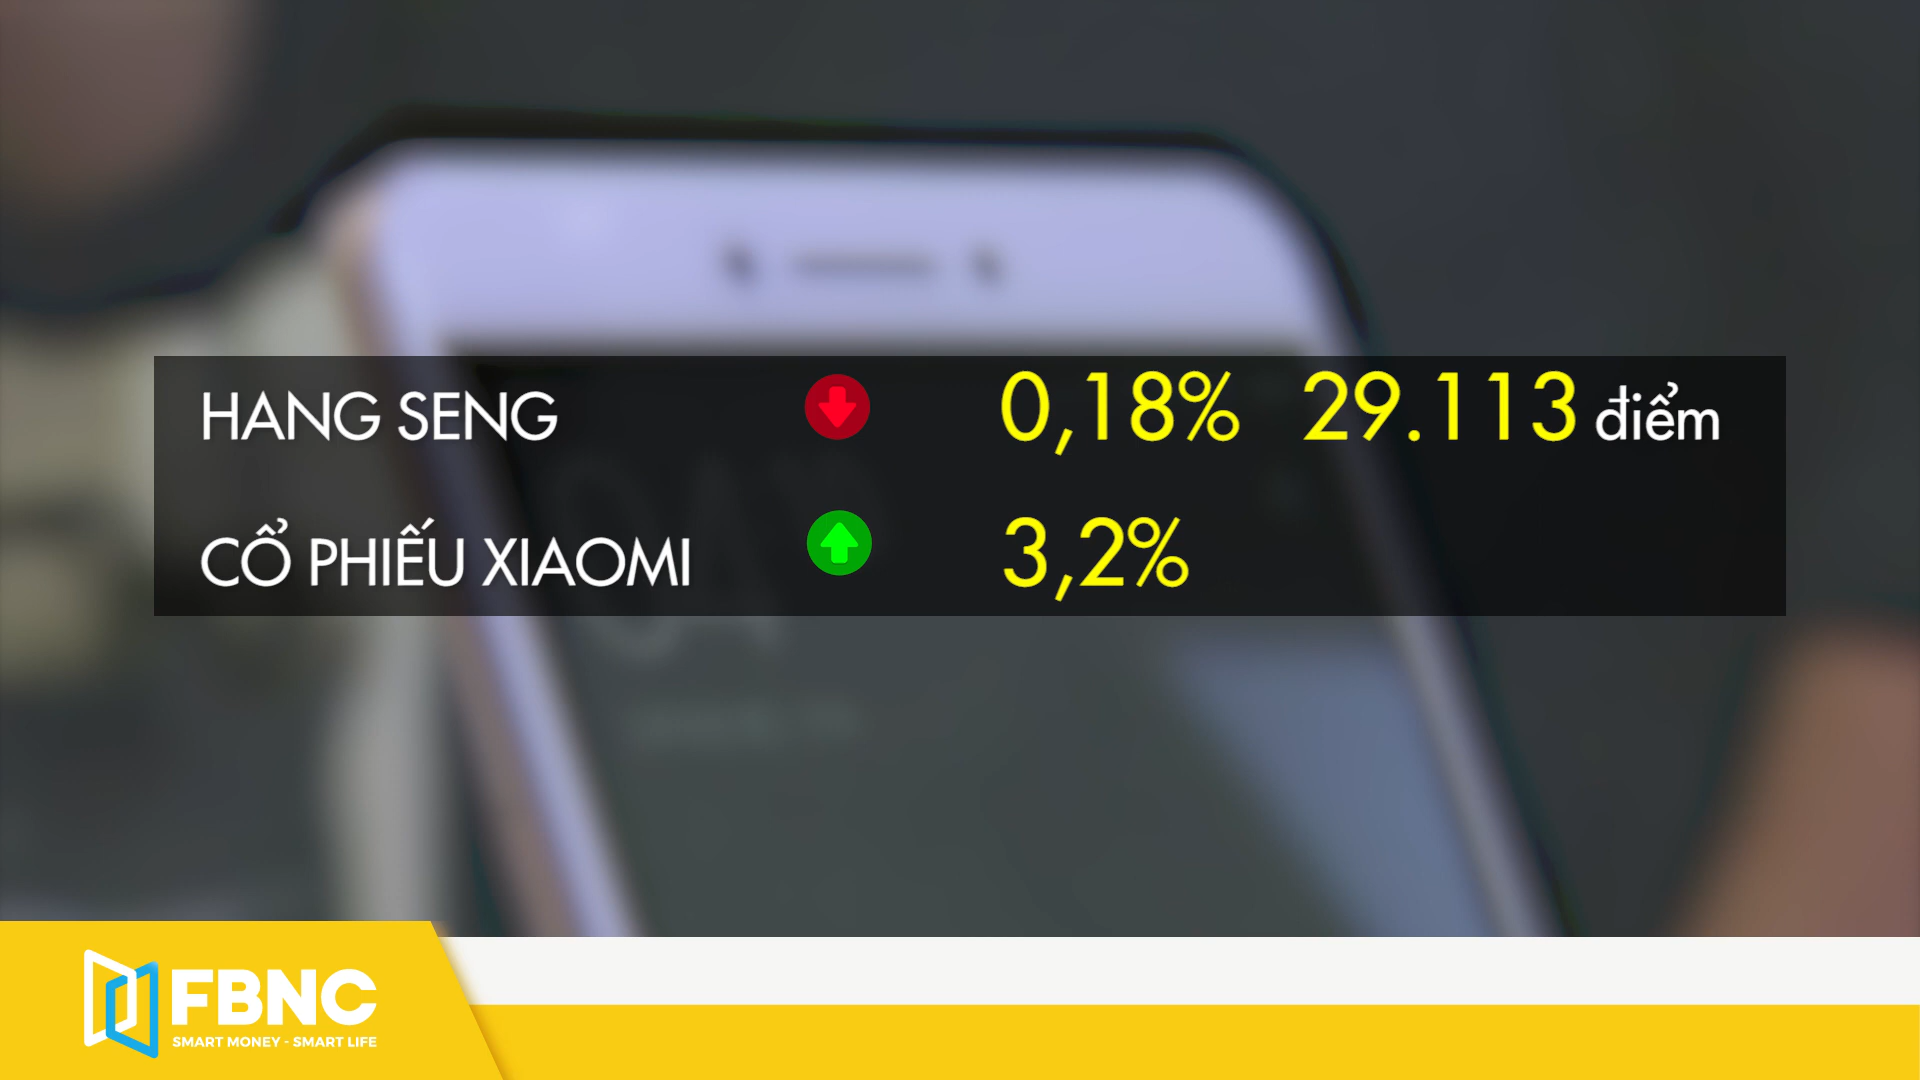 HANG SENG 0,18% 29.113 điểm
CỔ PHIẾU XIAOMI 3,2%
FBNC
SMART MONEY - SMART LIFE